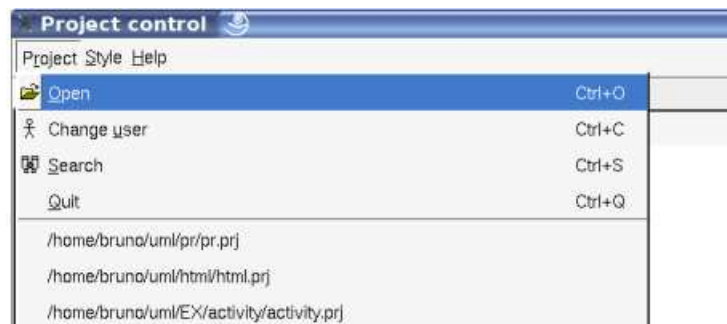 Project control
Project Style Help
Open Ctrl+O
Change user Ctrl+C
Search Ctrl+S
Quit Ctrl+Q
/home/bruno/uml/pr/pr.prj
/home/bruno/uml/html/html.prj
/home/bruno/uml/EX/activity/activity.prj